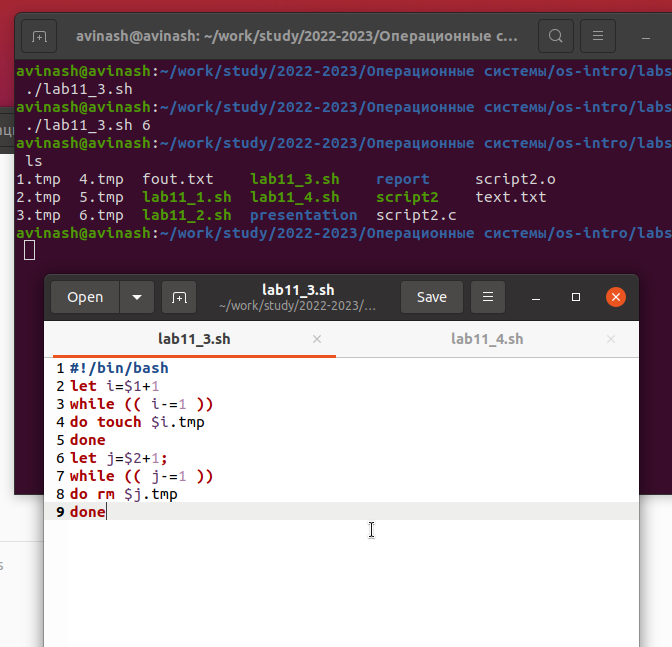 avinash@avinash: ~/work/study/2022-2023/Операционные с...
avinash@avinash:~/work/study/2022-2023/Операционные системы/os-intro/labs
./lab11_3.sh
avinash@avinash:~/work/study/2022-2023/Операционные системы/os-intro/labs
./lab11_3.sh 6
avinash@avinash:~/work/study/2022-2023/Операционные системы/os-intro/labs
ls
1.tmp 4.tmp fout.txt lab11_3.sh report script2.o
2.tmp 5.tmp lab11_1.sh lab11_4.sh script2 text.txt
3.tmp 6.tmp lab11_2.sh presentation script2.c
avinash@avinash:~/work/study/2022-2023/Операционные системы/os-intro/labs
Open lab11_3.sh Save
~/work/study/2022-2023/...
lab11_3.sh lab11_4.sh
1 #!/bin/bash
2 let i=$1+1
3 while (( i-=1 ))
4 do touch $i.tmp
5 done
6 let j=$2+1;
7 while (( j-=1 ))
8 do rm $j.tmp
9 done